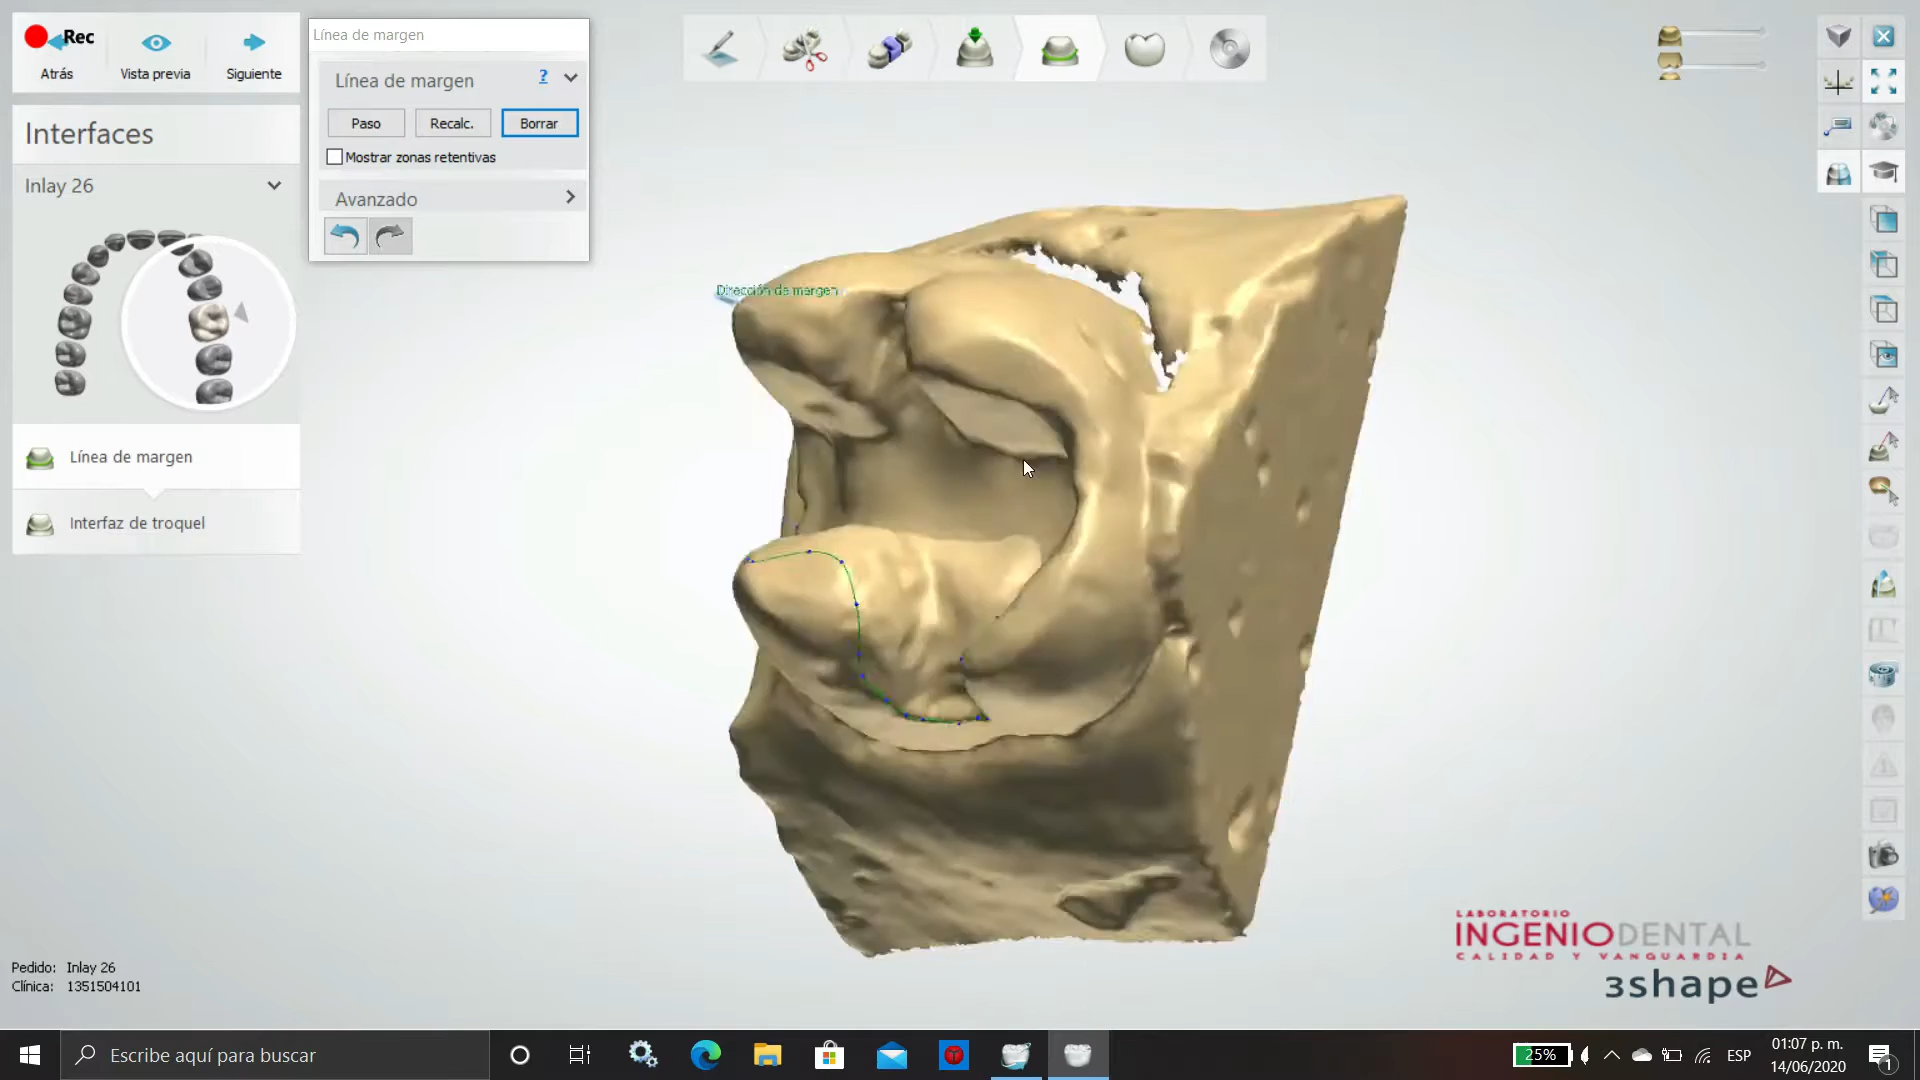 Rec
Atrás
Vista previa
Siguiente
Línea de margen
Línea de margen
?
Paso
Recalc.
Borrar
Mostrar zonas retentivas
Avanzado
Interfaces
Inlay 26
Línea de margen
Interfaz de troquel
Dirección de margen
Pedido: Inlay 26
Clínica: 1351504101
LABORATORIO
INGENIODENTAL
CALIDAD Y VANGUARDIA
3shape
Escribe aquí para buscar
25%
ESP
01:07 p. m.
14/06/2020
1